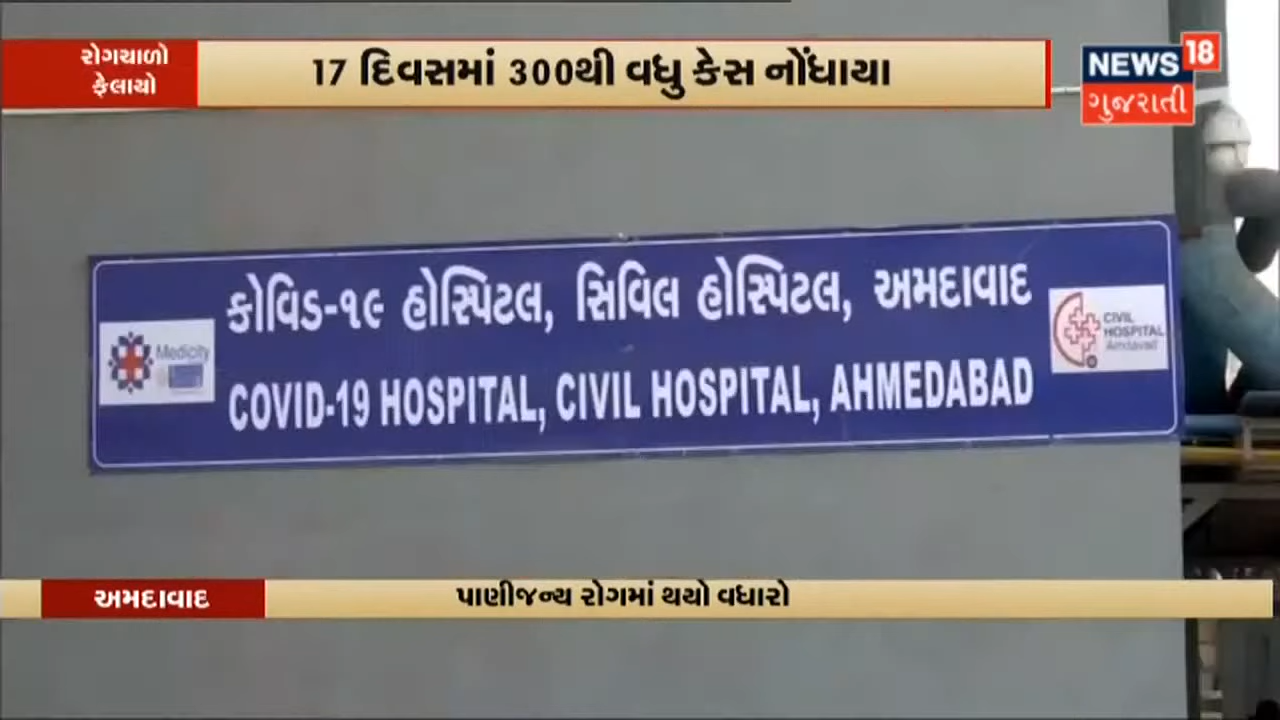 રોગચાળો
ફેલાયો
17 દિવસમાં 300થી વધુ કેસ નોંધાયા
NEWS 18
ગુજરાતી
કોવિડ-૧૯ હોસ્પિટલ, સિવિલ હોસ્પિટલ, અમદાવાદ
Medicity
COVID-19 HOSPITAL, CIVIL HOSPITAL, AHMEDABAD
CIVIL
HOSPITAL
Amdavad
અમદાવાદ
પાણીજન્ય રોગમાં થયો વધારો